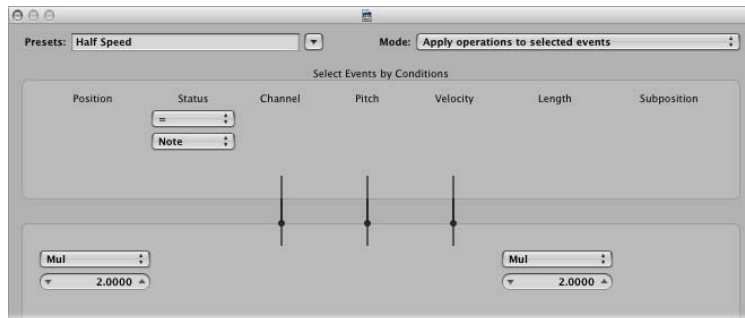 Presets: Half Speed Mode: Apply operations to selected events
Select Events by Conditions
Position Status Channel Pitch Velocity Length Subposition
=
Note
Mul Mul
2.0000 2.0000